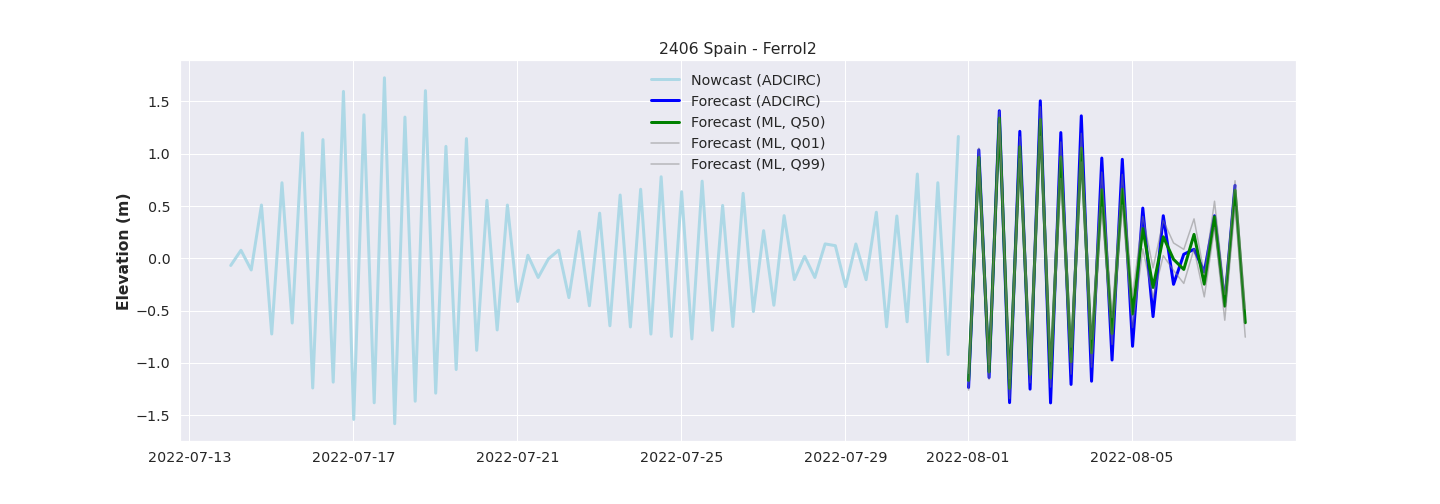 2406 Spain - Ferrol2
Nowcast (ADCIRC)
Forecast (ADCIRC)
Forecast (ML, Q50)
Forecast (ML, Q01)
Forecast (ML, Q99)
Elevation (m)
1.5
1.0
0.5
0.0
−0.5
−1.0
−1.5
2022-07-13 2022-07-17 2022-07-21 2022-07-25 2022-07-29 2022-08-01 2022-08-05